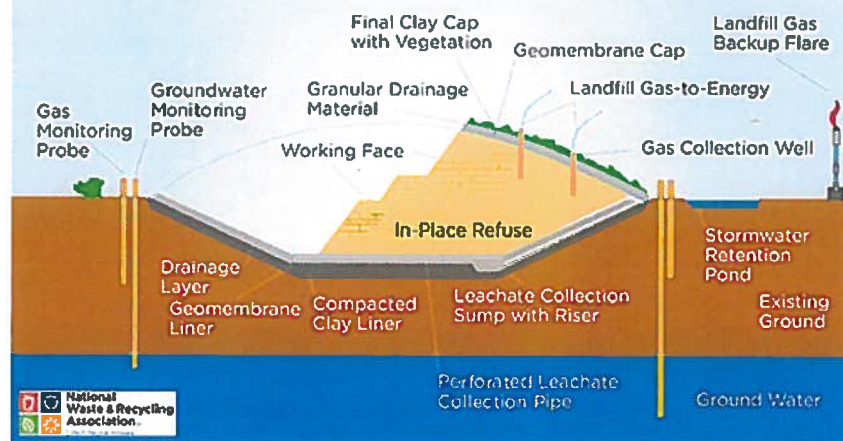 Final Clay Cap
with Vegetation
Geomembrane Cap
Landfill Gas
Backup Flare
Groundwater
Monitoring
Probe
Gas
Monitoring
Probe
Granular Drainage
Material
Landfill Gas-to-Energy
Working Face
Gas Collection Well
In-Place Refuse
Drainage
Layer
Geomembrane
Liner
Compacted
Clay Liner
Leachate Collection
Sump with Riser
Stormwater
Retention
Pond
Existing
Ground
Perforated Leachate
Collection Pipe
Ground Water
National
Waste & Recycling
Association